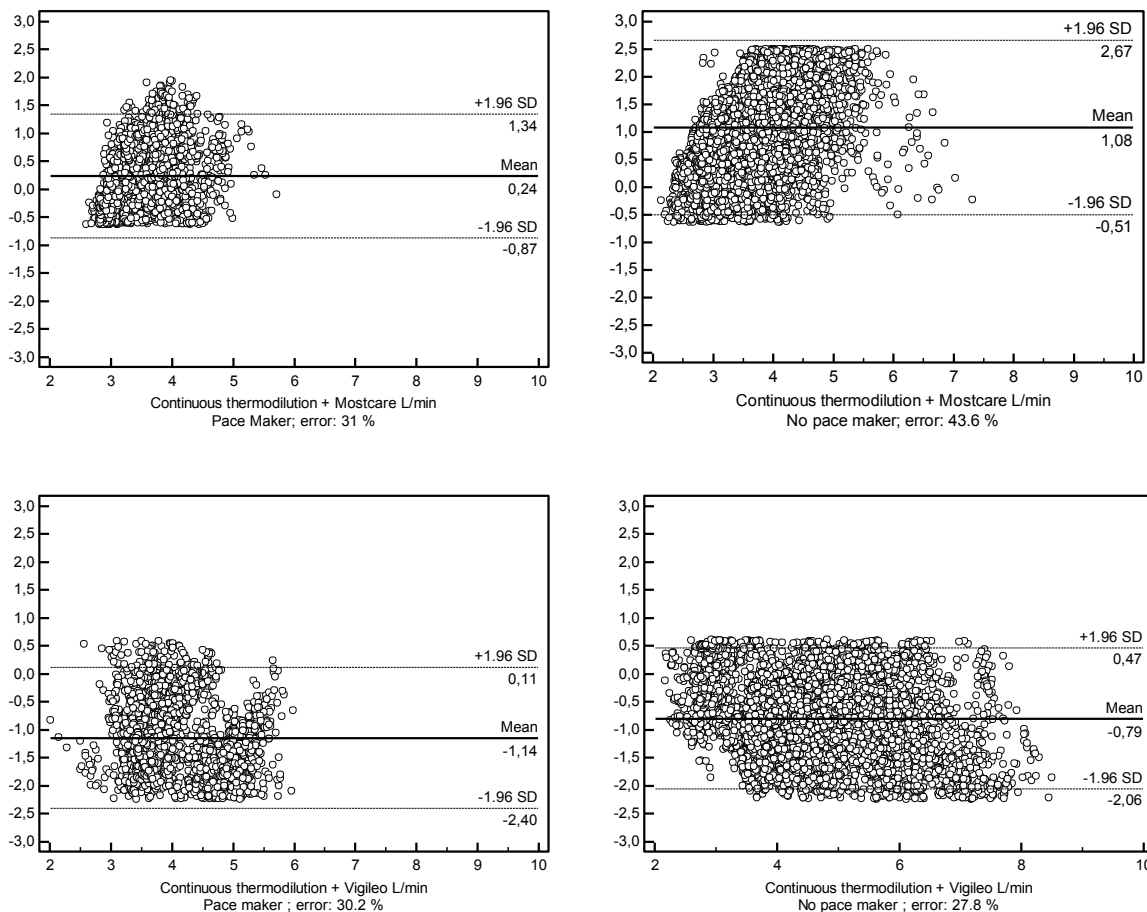 3,0
2,5
2,0
1,5
1,0
0,5
0,0
-0,5
-1,0
-1,5
-2,0
-2,5
-3,0
+1.96 SD
1,34
Mean
0,24
-1.96 SD
-0,87
2 3 4 5 6 7 8 9 10
Continuous thermodilution + Mostcare L/min
Pace Maker; error: 31 %
3,0
2,5
2,0
1,5
1,0
0,5
0,0
-0,5
-1,0
-1,5
-2,0
-2,5
-3,0
+1.96 SD
2,67
Mean
1,08
-1.96 SD
-0,51
2 3 4 5 6 7 8 9 10
Continuous thermodilution + Mostcare L/min
No pace maker; error: 43.6 %
3,0
2,5
2,0
1,5
1,0
0,5
0,0
-0,5
-1,0
-1,5
-2,0
-2,5
-3,0
+1.96 SD
0,11
Mean
-1,14
-1.96 SD
-2,40
2 3 4 5 6 7 8 9 10
Continuous thermodilution + Vigileo L/min
Pace maker ; error: 30.2 %
3,0
2,5
2,0
1,5
1,0
0,5
0,0
-0,5
-1,0
-1,5
-2,0
-2,5
-3,0
+1.96 SD
0,47
Mean
-0,79
-1.96 SD
-2,06
2 4 6 8 10
Continuous thermodilution + Vigileo L/min
No pace maker ; error: 27.8 %